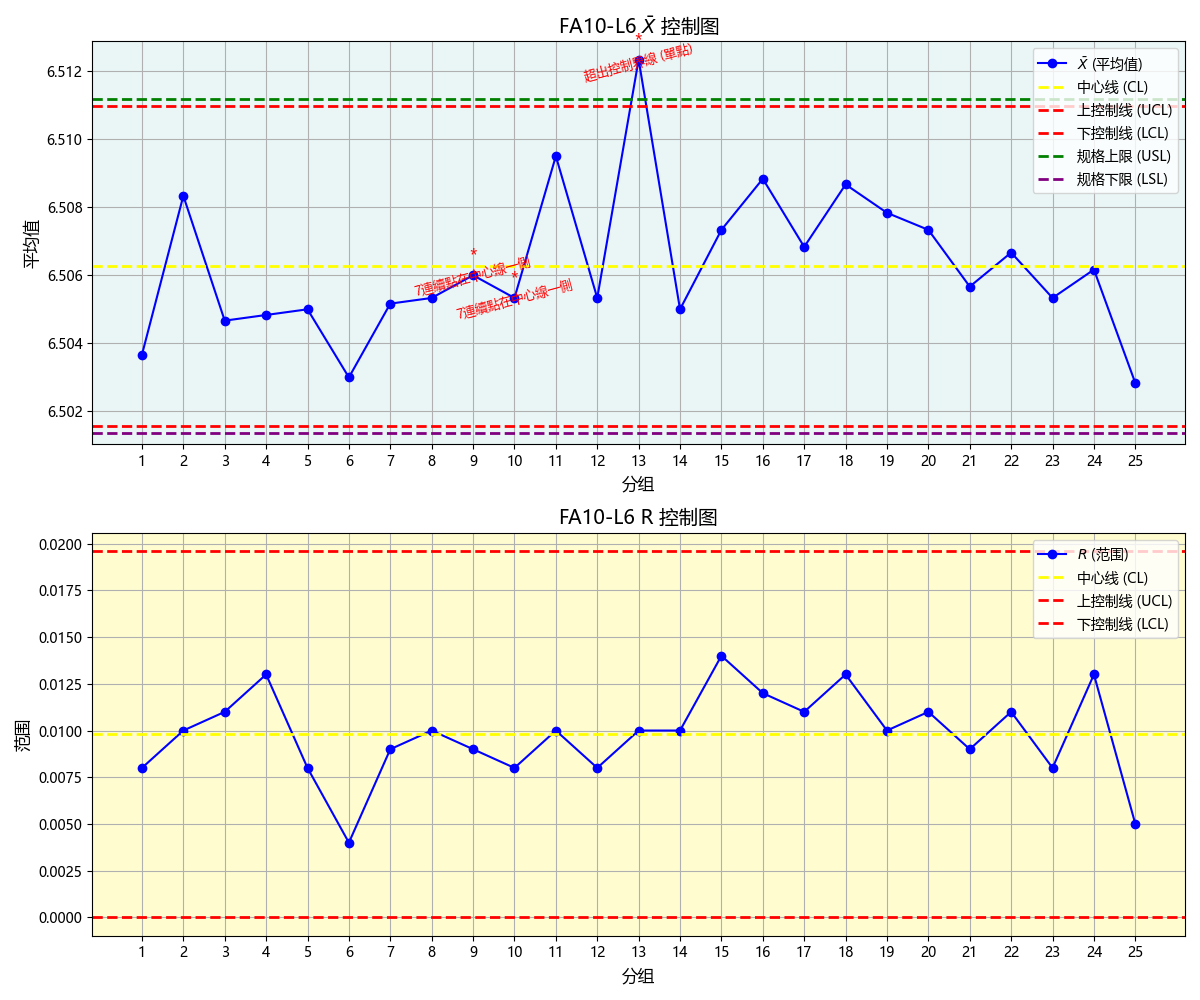 FA10-L6 X̄ 控制图
平均值
6.512
6.510
6.508
6.506
6.504
6.502
*
超出控制界線 (單點)
*
7連續點在中心線一側
*
7連續點在中心線一側
X̄ (平均值)
中心线 (CL)
上控制线 (UCL)
下控制线 (LCL)
规格上限 (USL)
规格下限 (LSL)
1 2 3 4 5 6 7 8 9 10 11 12 13 14 15 16 17 18 19 20 21 22 23 24 25
分组
FA10-L6 R 控制图
范围
0.0200
0.0175
0.0150
0.0125
0.0100
0.0075
0.0050
0.0025
0.0000
R (范围)
中心线 (CL)
上控制线 (UCL)
下控制线 (LCL)
1 2 3 4 5 6 7 8 9 10 11 12 13 14 15 16 17 18 19 20 21 22 23 24 25
分组